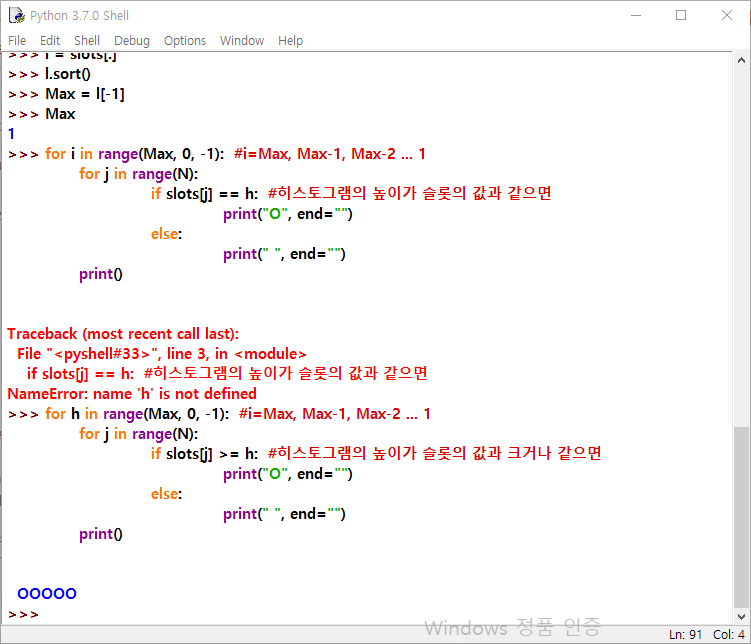 Python 3.7.0 Shell
File Edit Shell Debug Options Window Help
>>> l = slots[:]
>>> l.sort()
>>> Max = l[-1]
>>> Max
1
>>> for i in range(Max, 0, -1):  #i=Max, Max-1, Max-2 ... 1
        for j in range(N):
                if slots[j] == h:  #히스토그램의 높이가 슬롯의 값과 같으면
                        print("O", end="")
                else:
                        print(" ", end="")
        print()
Traceback (most recent call last):
  File "<pyshell#33>", line 3, in <module>
    if slots[j] == h:  #히스토그램의 높이가 슬롯의 값과 같으면
NameError: name 'h' is not defined
>>> for h in range(Max, 0, -1):  #i=Max, Max-1, Max-2 ... 1
        for j in range(N):
                if slots[j] >= h:  #히스토그램의 높이가 슬롯의 값과 크거나 같으면
                        print("O", end="")
                else:
                        print(" ", end="")
        print()
 OOOOO
>>>
Windows 정품 인증
Ln: 91 Col: 4